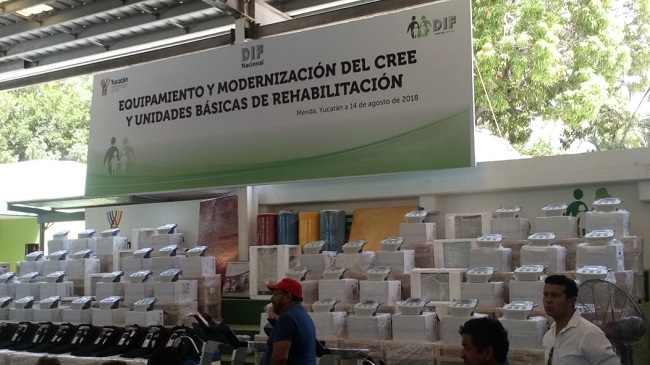 Yucatán
DIF
Nacional
DIF
EQUIPAMIENTO Y MODERNIZACIÓN DEL CREE
Y UNIDADES BÁSICAS DE REHABILITACIÓN
Mérida, Yucatán a 14 de agosto de 2018